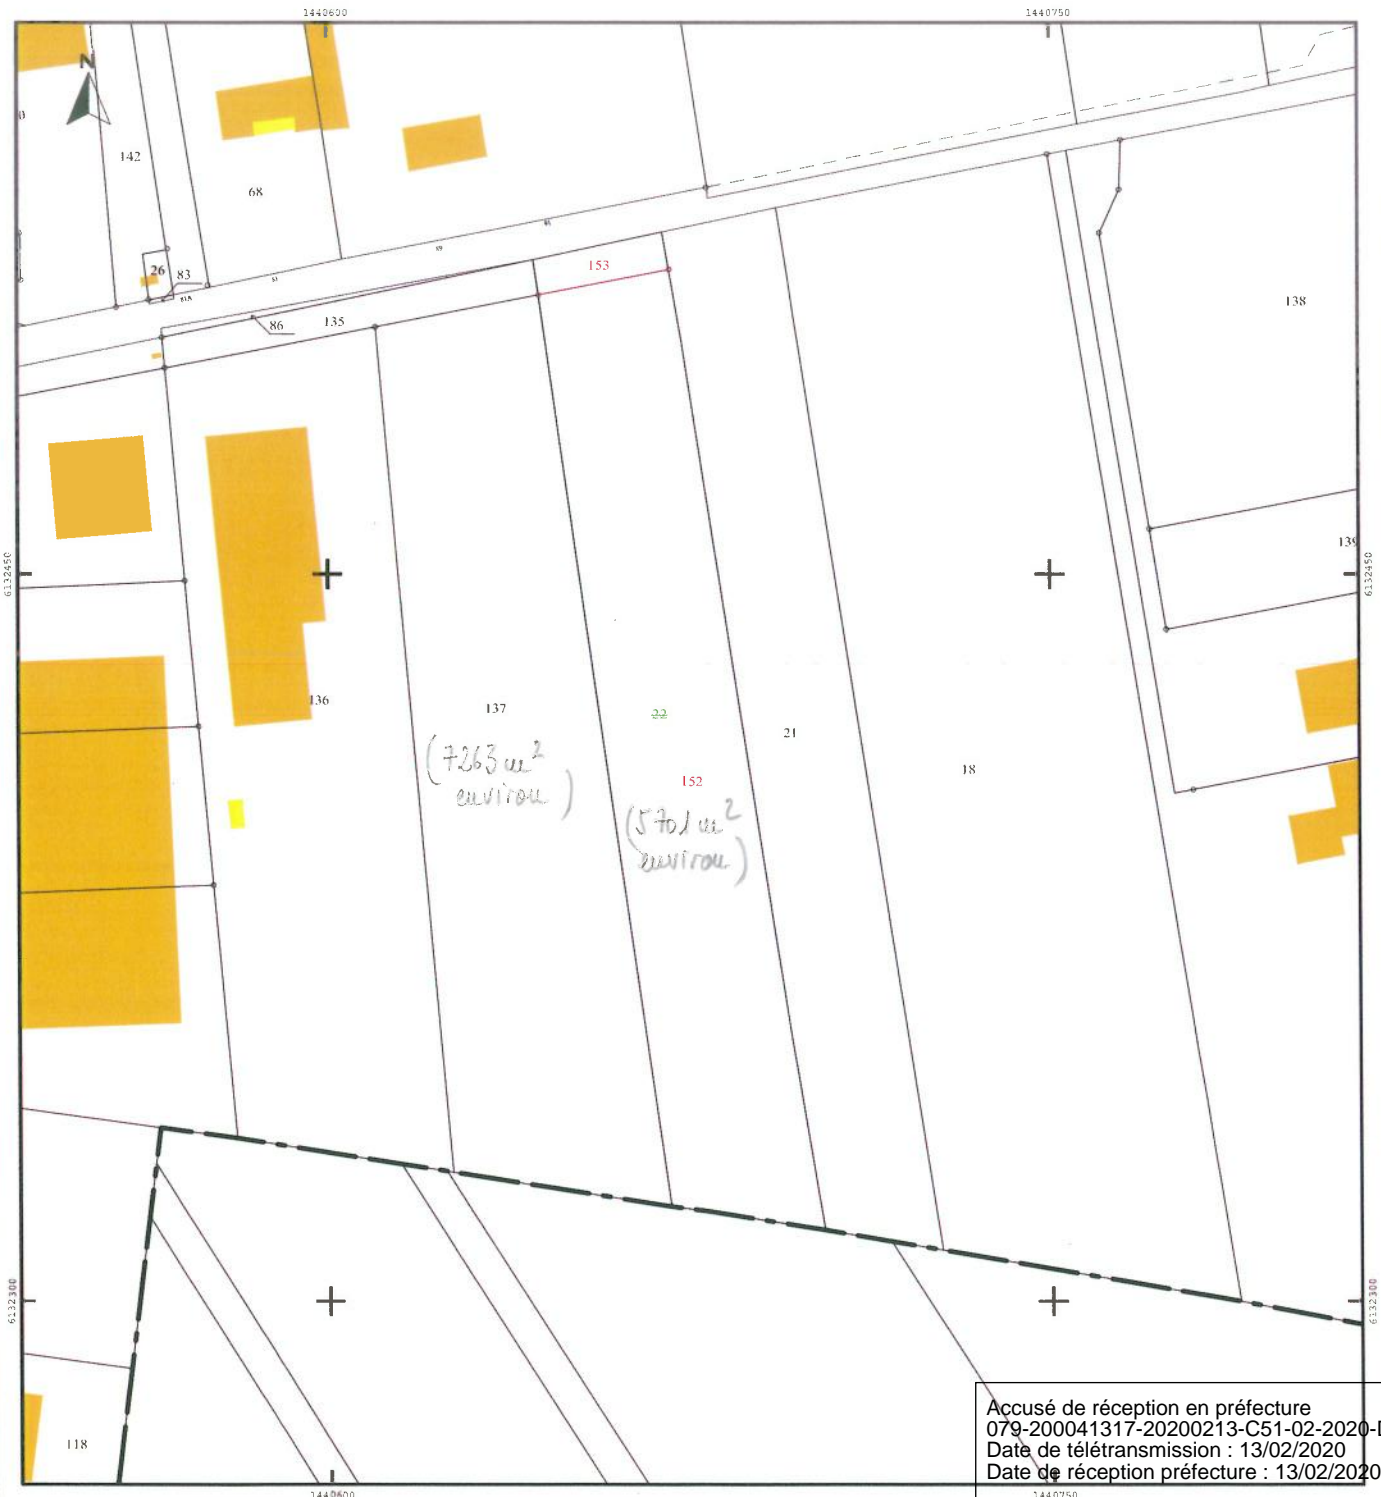 1440600
1440750
N
142
68
26
83
153
86
135
138
139
6132450
6132450
136
137
(7263 m²
environ)
22
152
(5701 m²
environ)
21
18
6132300
6132300
118
1440600
1440750
Accusé de réception en préfecture
079-200041317-20200213-C51-02-2020-D
Date de télétransmission : 13/02/2020
Date de réception préfecture : 13/02/2020